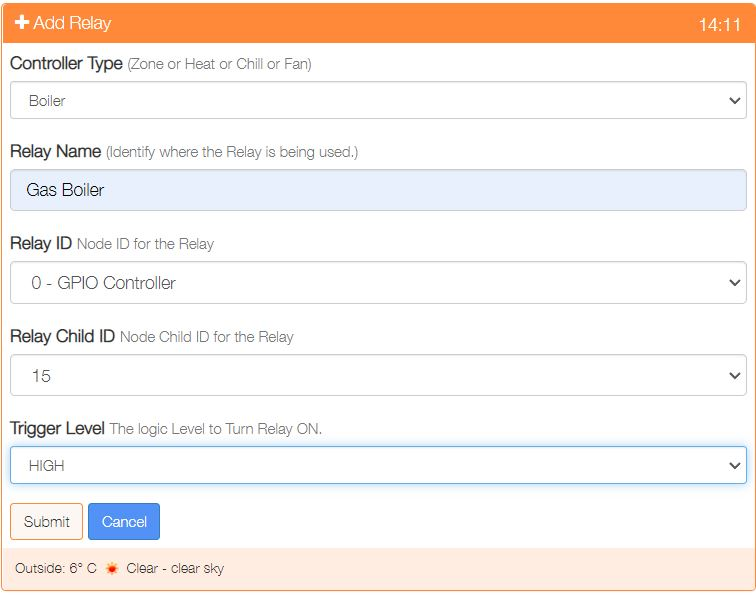 Add Relay 14:11
Controller Type (Zone or Heat or Chill or Fan)
Boiler
Relay Name (Identify where the Relay is being used.)
Gas Boiler
Relay ID Node ID for the Relay
0 - GPIO Controller
Relay Child ID Node Child ID for the Relay
15
Trigger Level The logic Level to Turn Relay ON.
HIGH
Submit Cancel
Outside: 6° C Clear - clear sky